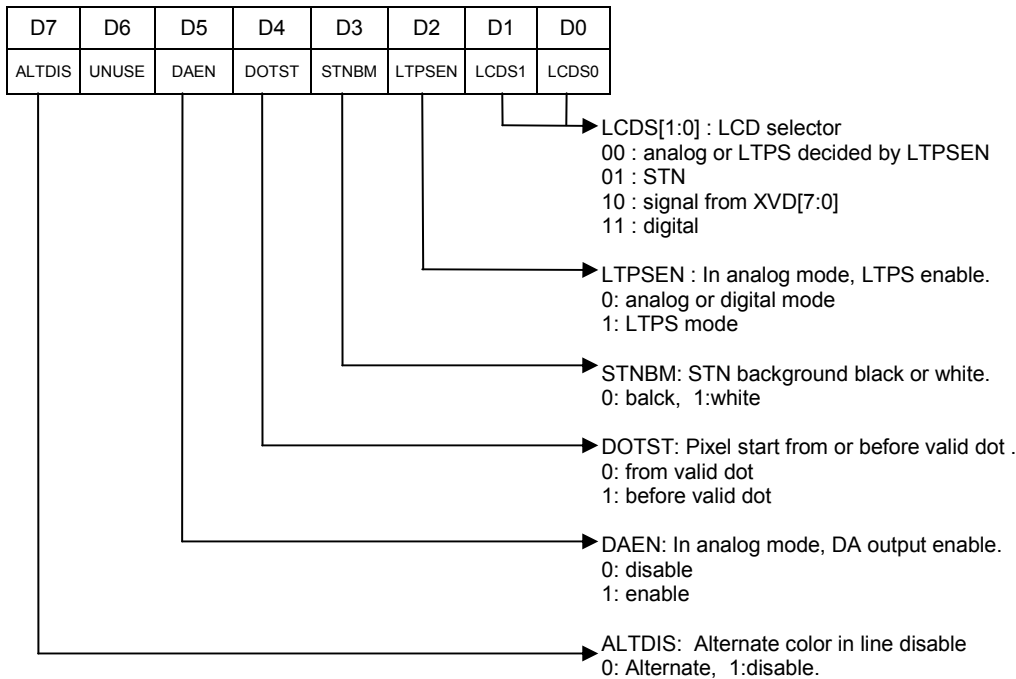 D7 D6 D5 D4 D3 D2 D1 D0
ALTDIS UNUSE DAEN DOTST STNBM LTPSEN LCDS1 LCDS0
LCDS[1:0] : LCD selector
00 : analog or LTPS decided by LTPSEN
01 : STN
10 : signal from XVD[7:0]
11 : digital
LTPSEN : In analog mode, LTPS enable.
0: analog or digital mode
1: LTPS mode
STNBM: STN background black or white.
0: balck, 1:white
DOTST: Pixel start from or before valid dot .
0: from valid dot
1: before valid dot
DAEN: In analog mode, DA output enable.
0: disable
1: enable
ALTDIS: Alternate color in line disable
0: Alternate, 1:disable.